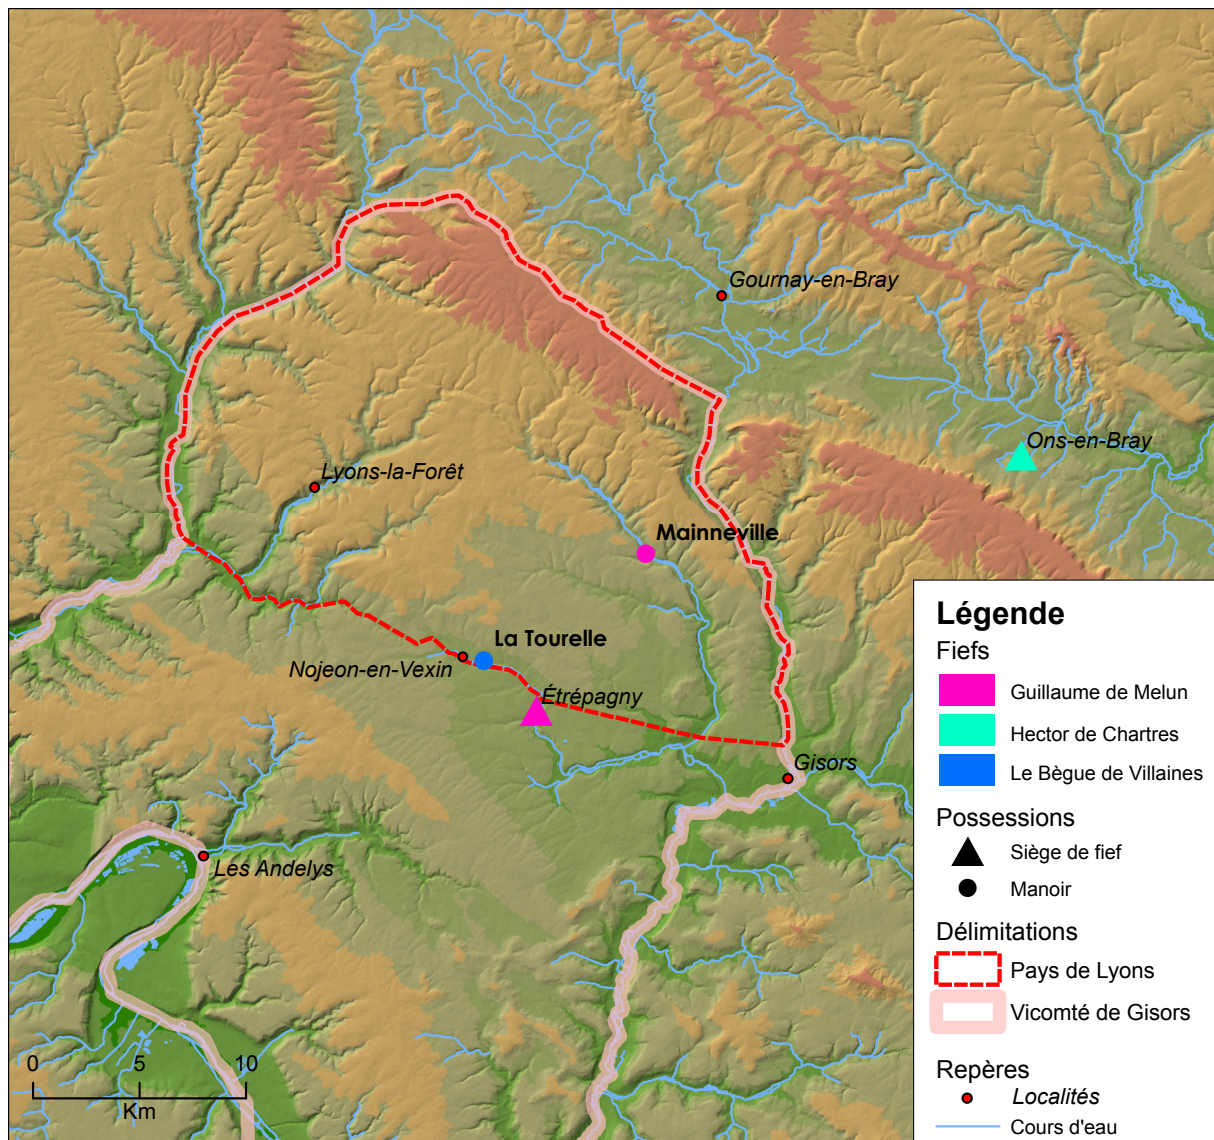 Gournay-en-Bray
Ons-en-Bray
Lyons-la-Forêt
Mainneville
La Tourelle
Nojeon-en-Vexin
Étrépagny
Gisors
Les Andelys
0 5 10
Km
Légende
Fiefs
Guillaume de Melun
Hector de Chartres
Le Bègue de Villaines
Possessions
Siège de fief
Manoir
Délimitations
Pays de Lyons
Vicomté de Gisors
Repères
Localités
Cours d'eau